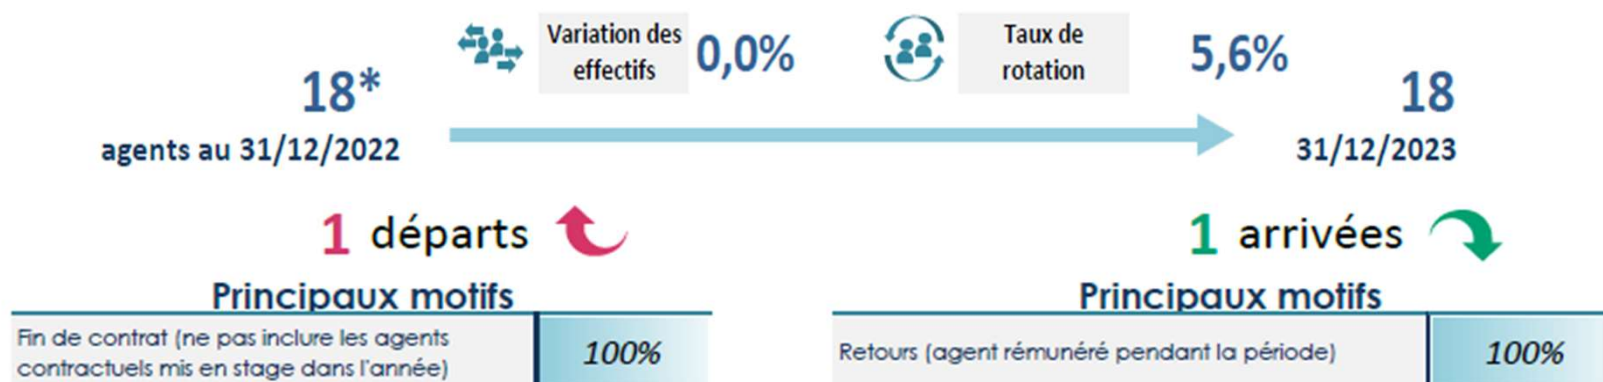 Variation des
effectifs
0,0%
Taux de
rotation
5,6%
18*
agents au 31/12/2022
18
31/12/2023
1 départs
Principaux motifs
Fin de contrat (ne pas inclure les agents
contractuels mis en stage dans l'année)
100%
1 arrivées
Principaux motifs
Retours (agent rémunéré pendant la période)
100%